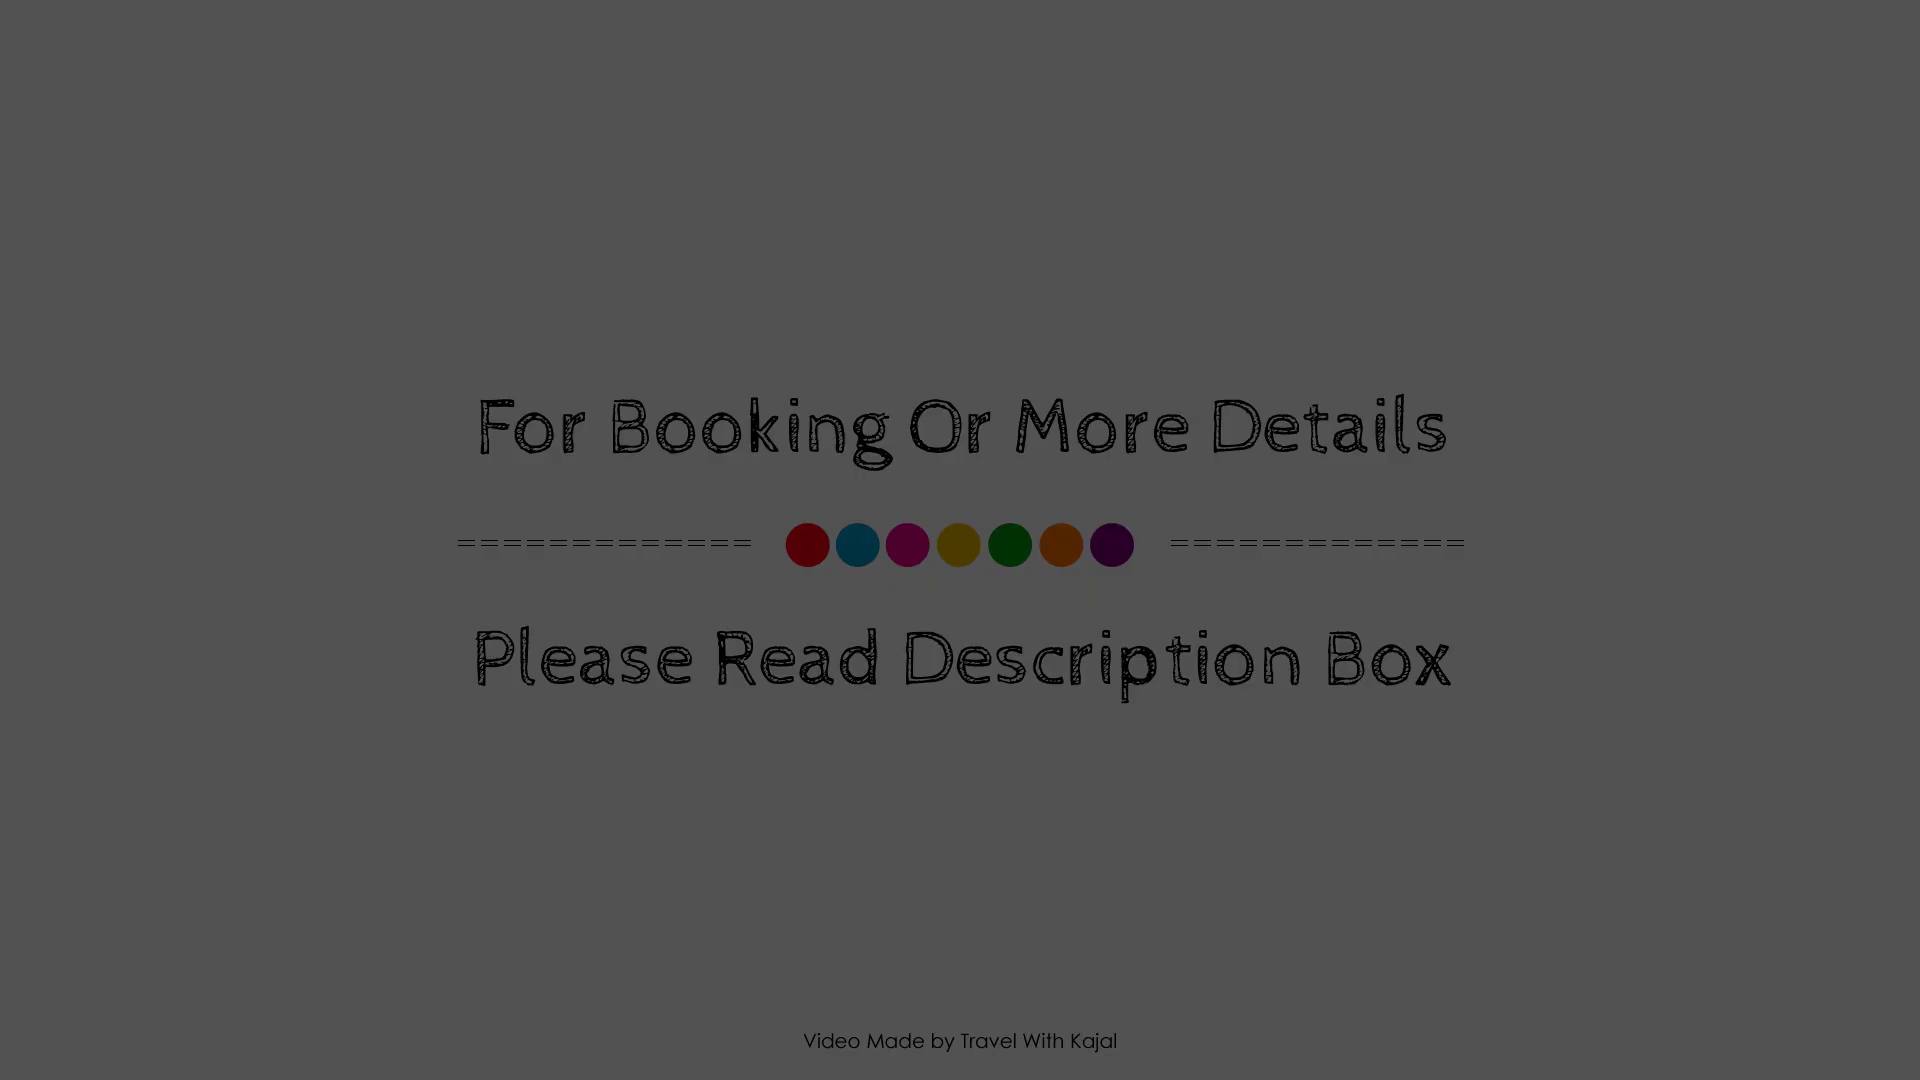 For Booking Or More Details
============= =============
Please Read Description Box
Video Made by Travel With Kajal